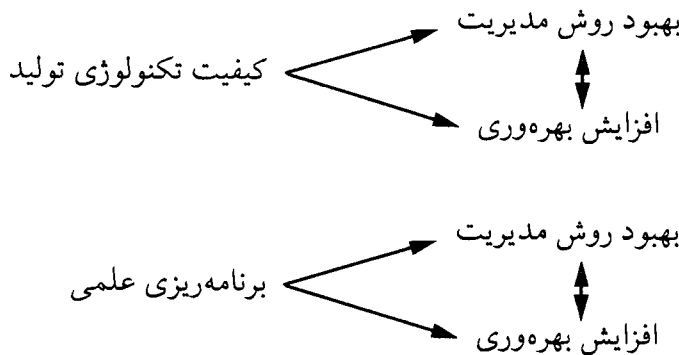 بهبود روش مدیریت
کیفیت تکنولوژی تولید
افزایش بهره‌وری
بهبود روش مدیریت
برنامه‌ریزی علمی
افزایش بهره‌وری